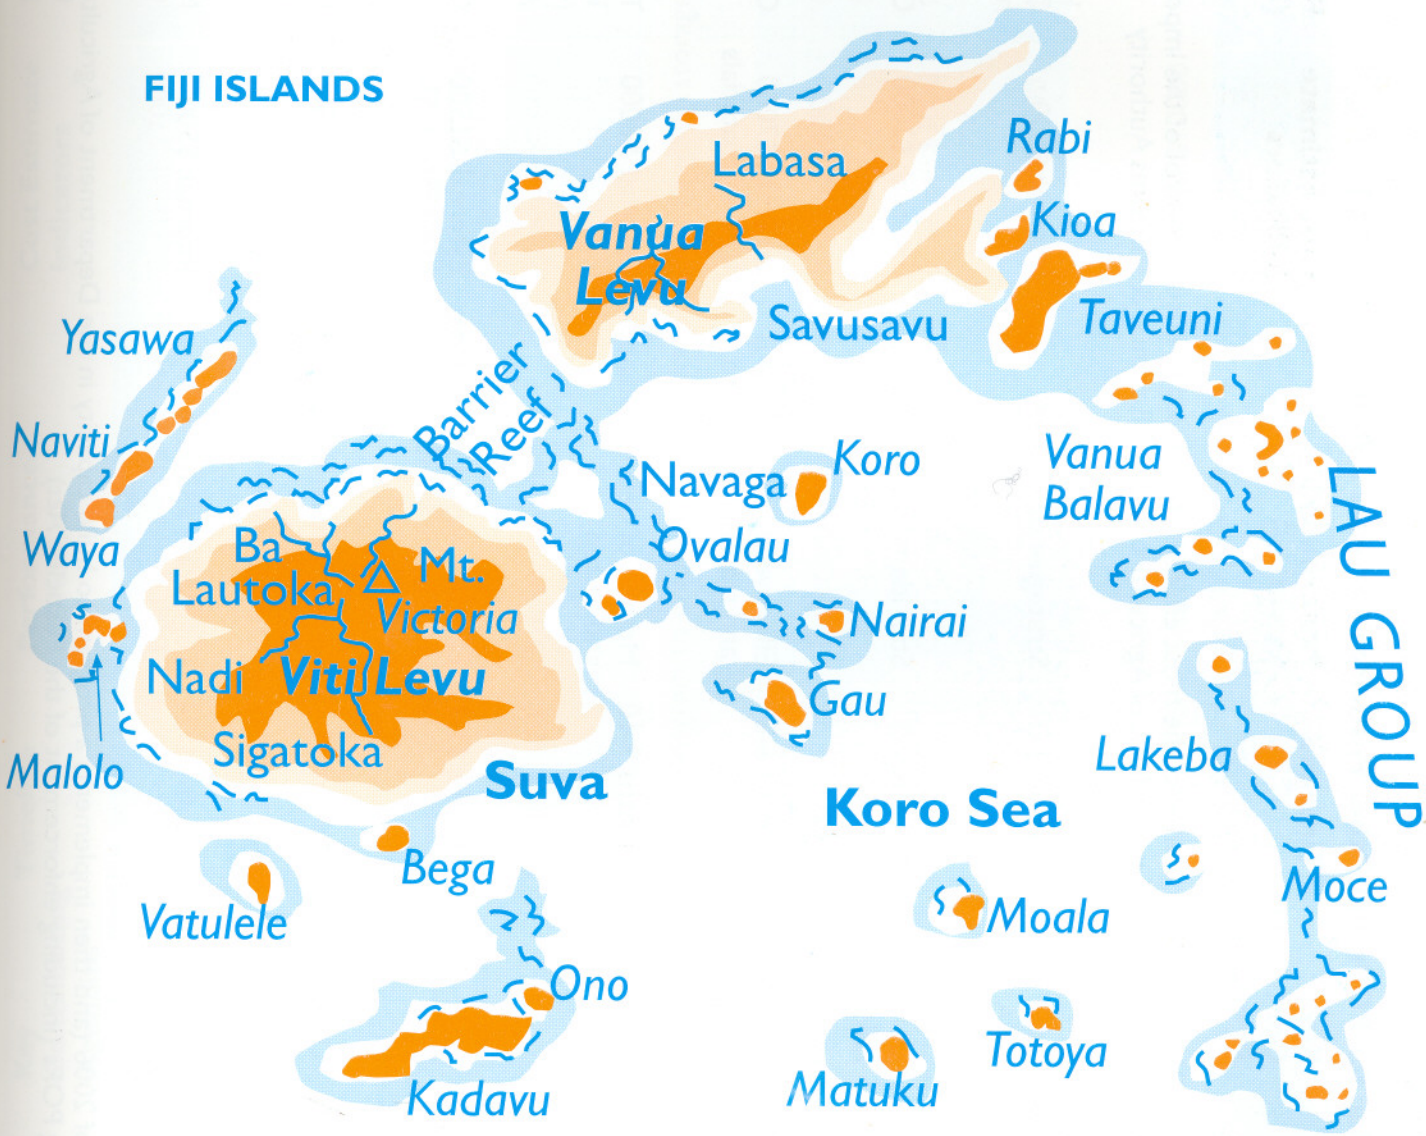 FIJI ISLANDS
Rabi
Labasa
Kioa
Vanua
Levu
Taveuni
Savusavu
Yasawa
Barrier
Reef
Naviti
Koro
Navaga
Vanua
Balavu
LAU GROUP
Waya
Ba
Ovalau
Mt.
Victoria
Lautoka
Nairai
Nadi
Viti Levu
Gau
Sigatoka
Malolo
Suva
Lakeba
Koro Sea
Bega
Moce
Vatulele
Moala
Ono
Totoya
Kadavu
Matuku